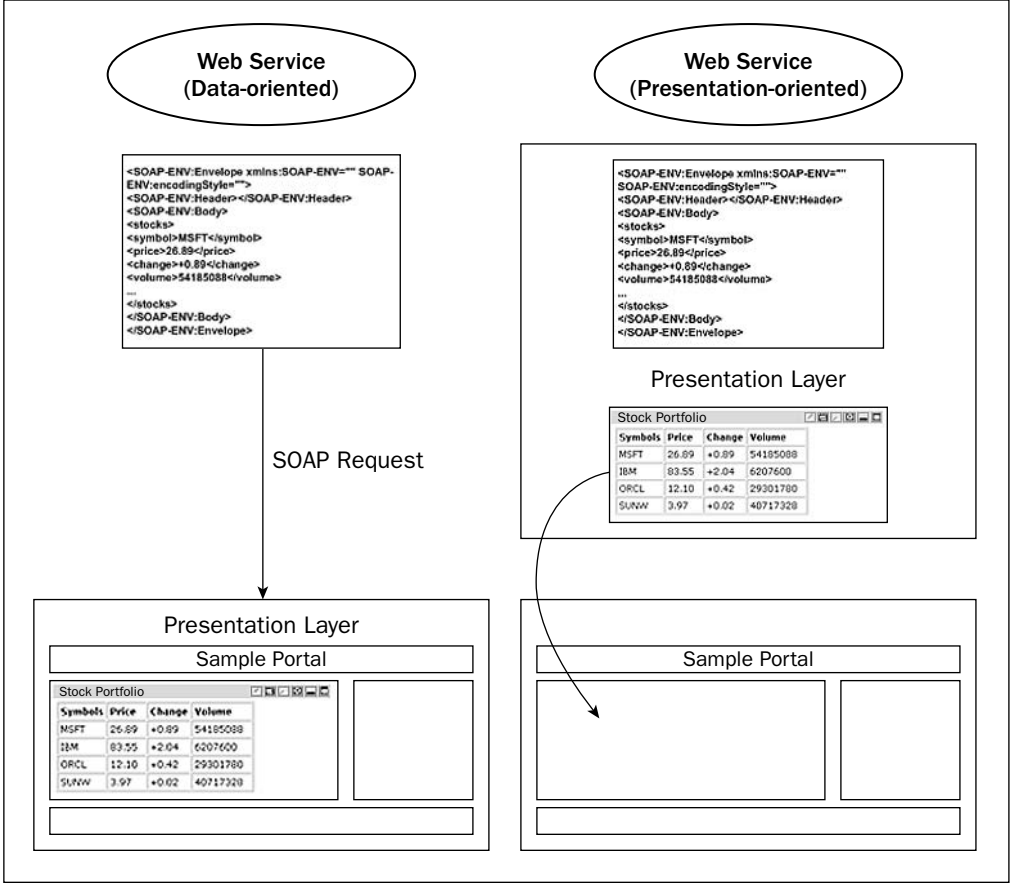 Web Service
(Data-oriented)
<SOAP-ENV:Envelope xmlns:SOAP-ENV="" SOAP-
ENV:encodingStyle="">
<SOAP-ENV:Header></SOAP-ENV:Header>
<SOAP-ENV:Body>
<stocks>
<symbol>MSFT</symbol>
<price>26.89</price>
<change>+0.89</change>
<volume>54185088</volume>
...
</stocks>
</SOAP-ENV:Body>
</SOAP-ENV:Envelope>
SOAP Request
Presentation Layer
Sample Portal
Stock Portfolio
Symbols Price Change Volume
MSFT 26.89 +0.89 54185088
IBM 83.55 +2.04 6207600
ORCL 12.10 +0.42 29301780
SUNW 3.97 +0.02 40717328
Web Service
(Presentation-oriented)
<SOAP-ENV:Envelope xmlns:SOAP-ENV=""
SOAP-ENV:encodingStyle="">
<SOAP-ENV:Header></SOAP-ENV:Header>
<SOAP-ENV:Body>
<stocks>
<symbol>MSFT</symbol>
<price>26.89</price>
<change>+0.89</change>
<volume>54185088</volume>
...
</stocks>
</SOAP-ENV:Body>
</SOAP-ENV:Envelope>
Presentation Layer
Stock Portfolio
Symbols Price Change Volume
MSFT 26.89 +0.89 54185088
IBM 83.55 +2.04 6207600
ORCL 12.10 +0.42 29301780
SUNW 3.97 +0.02 40717328
Sample Portal